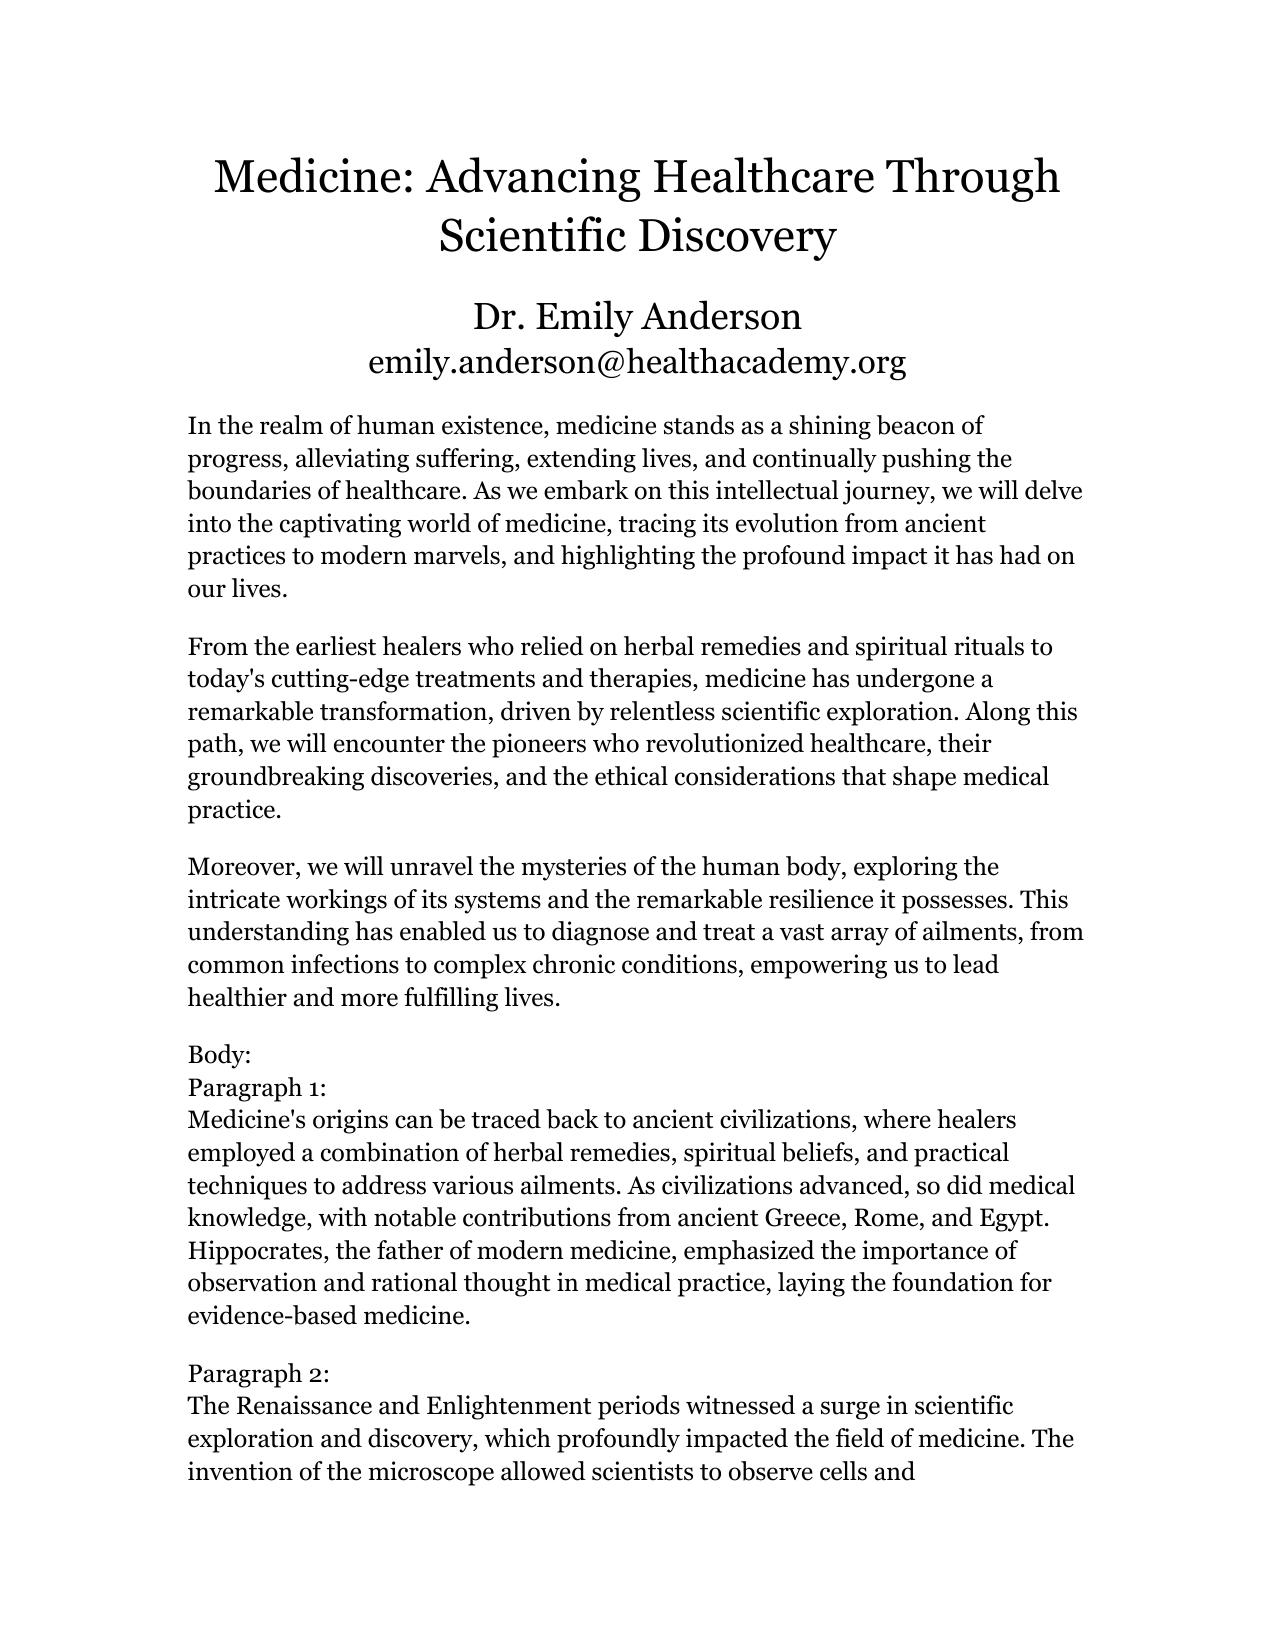 Medicine: Advancing Healthcare Through
Scientific Discovery
Dr. Emily Anderson
emily.anderson@healthacademy.org
In the realm of human existence, medicine stands as a shining beacon of
progress, alleviating suffering, extending lives, and continually pushing the
boundaries of healthcare. As we embark on this intellectual journey, we will delve
into the captivating world of medicine, tracing its evolution from ancient
practices to modern marvels, and highlighting the profound impact it has had on
our lives.
From the earliest healers who relied on herbal remedies and spiritual rituals to
today's cutting-edge treatments and therapies, medicine has undergone a
remarkable transformation, driven by relentless scientific exploration. Along this
path, we will encounter the pioneers who revolutionized healthcare, their
groundbreaking discoveries, and the ethical considerations that shape medical
practice.
Moreover, we will unravel the mysteries of the human body, exploring the
intricate workings of its systems and the remarkable resilience it possesses. This
understanding has enabled us to diagnose and treat a vast array of ailments, from
common infections to complex chronic conditions, empowering us to lead
healthier and more fulfilling lives.
Body:
Paragraph 1:
Medicine's origins can be traced back to ancient civilizations, where healers
employed a combination of herbal remedies, spiritual beliefs, and practical
techniques to address various ailments. As civilizations advanced, so did medical
knowledge, with notable contributions from ancient Greece, Rome, and Egypt.
Hippocrates, the father of modern medicine, emphasized the importance of
observation and rational thought in medical practice, laying the foundation for
evidence-based medicine.
Paragraph 2:
The Renaissance and Enlightenment periods witnessed a surge in scientific
exploration and discovery, which profoundly impacted the field of medicine. The
invention of the microscope allowed scientists to observe cells and